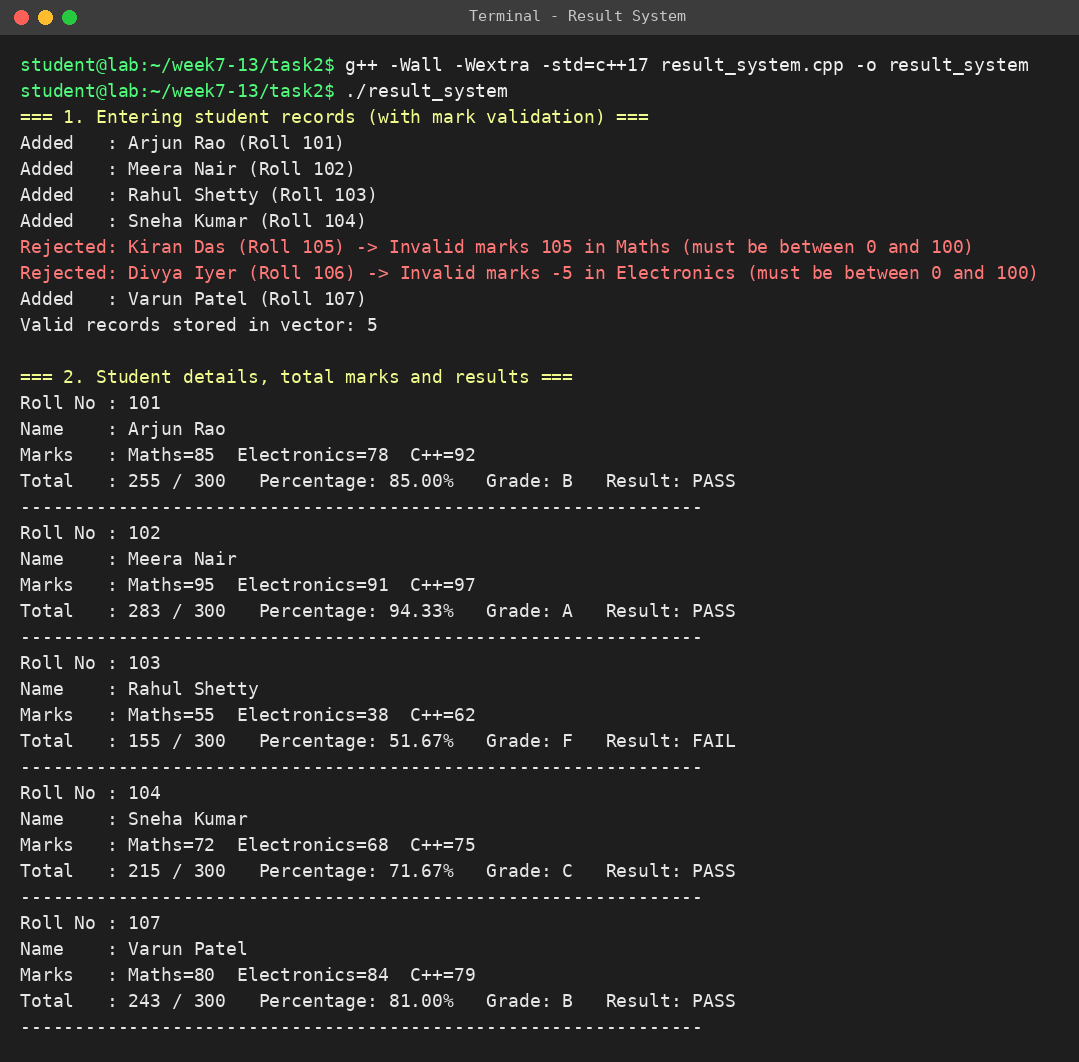 Terminal - Result System
student@lab:~/week7-13/task2$ g++ -Wall -Wextra -std=c++17 result_system.cpp -o result_system
student@lab:~/week7-13/task2$ ./result_system
=== 1. Entering student records (with mark validation) ===
Added   : Arjun Rao (Roll 101)
Added   : Meera Nair (Roll 102)
Added   : Rahul Shetty (Roll 103)
Added   : Sneha Kumar (Roll 104)
Rejected: Kiran Das (Roll 105) -> Invalid marks 105 in Maths (must be between 0 and 100)
Rejected: Divya Iyer (Roll 106) -> Invalid marks -5 in Electronics (must be between 0 and 100)
Added   : Varun Patel (Roll 107)
Valid records stored in vector: 5

=== 2. Student details, total marks and results ===
Roll No : 101
Name    : Arjun Rao
Marks   : Maths=85  Electronics=78  C++=92
Total   : 255 / 300   Percentage: 85.00%   Grade: B   Result: PASS
---------------------------------------------------------------
Roll No : 102
Name    : Meera Nair
Marks   : Maths=95  Electronics=91  C++=97
Total   : 283 / 300   Percentage: 94.33%   Grade: A   Result: PASS
---------------------------------------------------------------
Roll No : 103
Name    : Rahul Shetty
Marks   : Maths=55  Electronics=38  C++=62
Total   : 155 / 300   Percentage: 51.67%   Grade: F   Result: FAIL
---------------------------------------------------------------
Roll No : 104
Name    : Sneha Kumar
Marks   : Maths=72  Electronics=68  C++=75
Total   : 215 / 300   Percentage: 71.67%   Grade: C   Result: PASS
---------------------------------------------------------------
Roll No : 107
Name    : Varun Patel
Marks   : Maths=80  Electronics=84  C++=79
Total   : 243 / 300   Percentage: 81.00%   Grade: B   Result: PASS
---------------------------------------------------------------